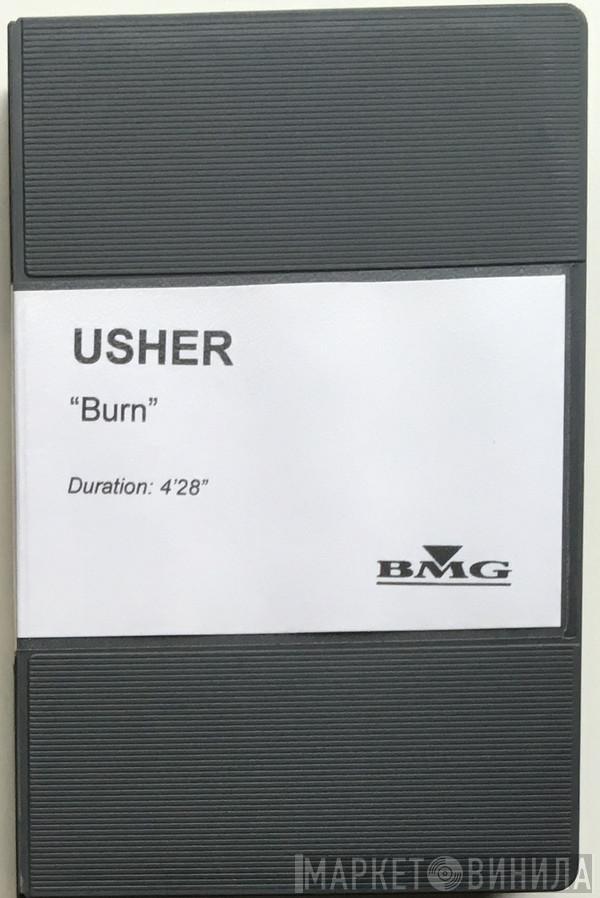 USHER
“Burn”
Duration: 4’28”
BMG
МАРКЕТ ВИНИЛА